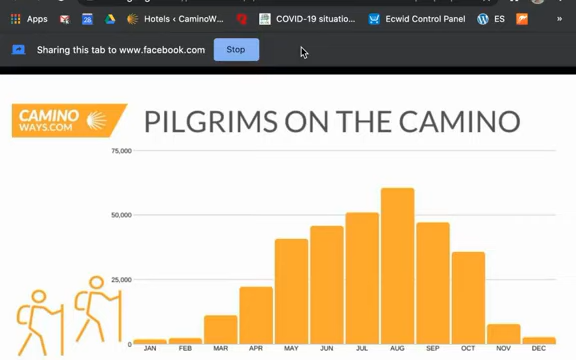 Apps
28
Hotels ‹ CaminoW...
COVID-19 situatio...
Ecwid Control Panel
ES
»
Sharing this tab to www.facebook.com
Stop
CAMINO
WAYS.COM
PILGRIMS ON THE CAMINO
75,000
50,000
25,000
0
JAN FEB MAR APR MAY JUN JUL AUG SEP OCT NOV DEC